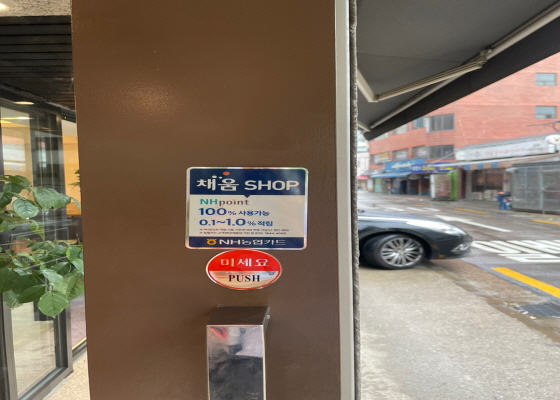 채움 SHOP
NHpoint
100% 사용가능
0.1~1.0% 적립
NH농협카드
미세요
PUSH